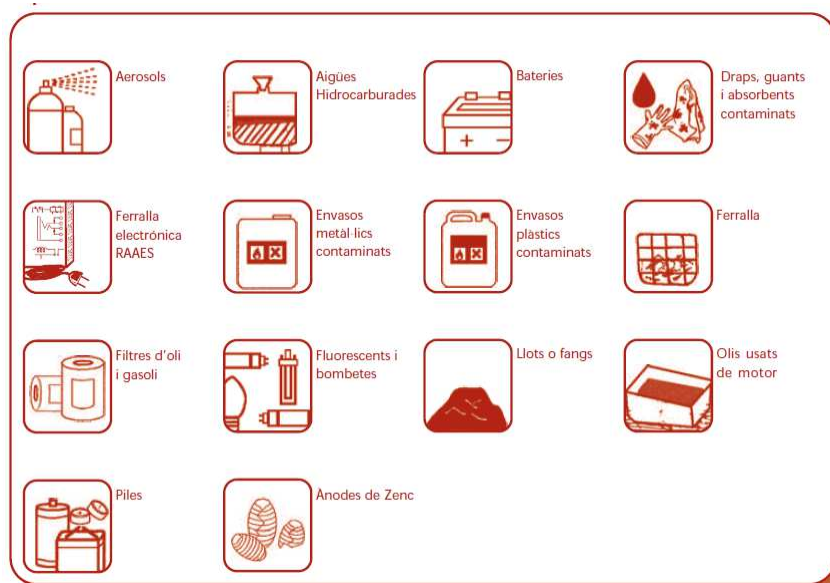 Aerosols
Aigües
Hidrocarburades
Bateries
Draps, guants
i absorbents
contaminats
Ferralla
electrónica
RAAES
Envasos
metàl·lics
contaminats
Envasos
plàstics
contaminats
Ferralla
Filtres d'oli
i gasoli
Fluorescents i
bombetes
Llots o fangs
Olis usats
de motor
Piles
Ànodes de Zenc